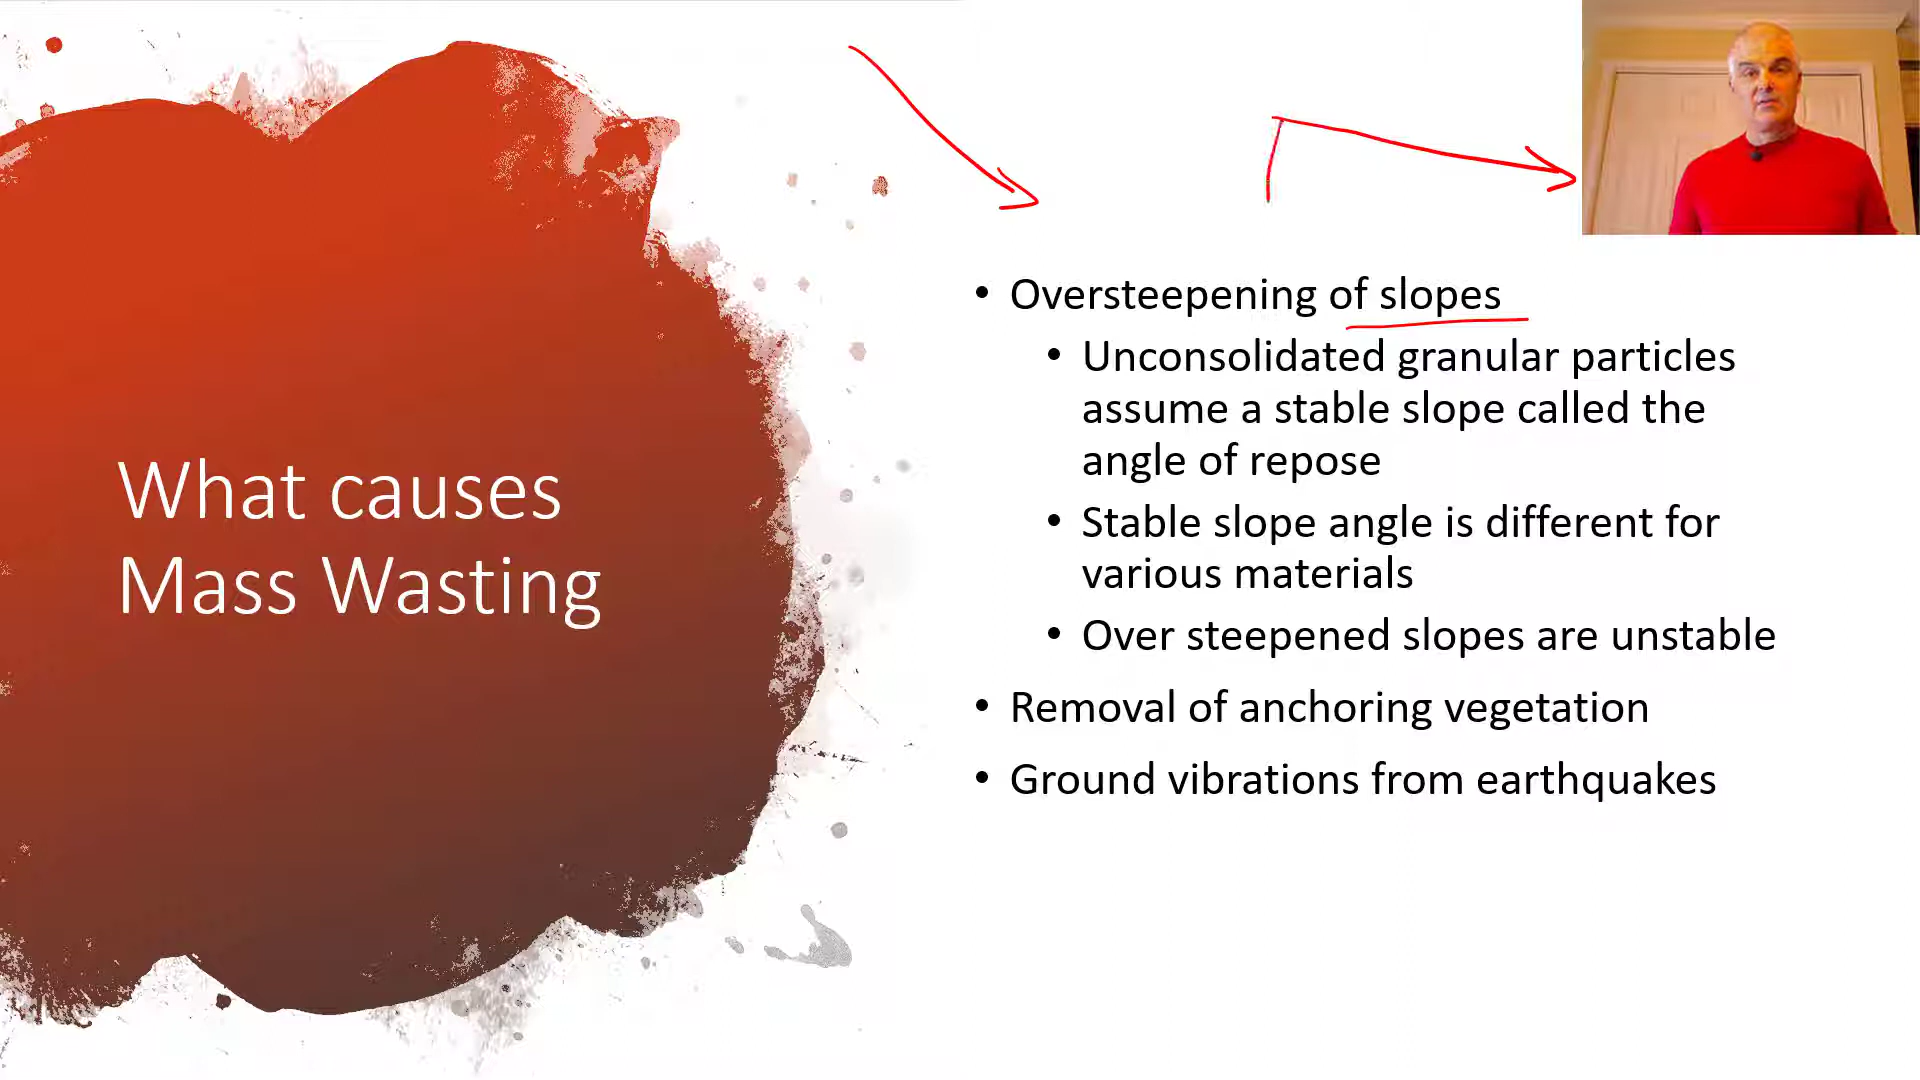 What causes
Mass Wasting
• Oversteepening of slopes
• Unconsolidated granular particles
assume a stable slope called the
angle of repose
• Stable slope angle is different for
various materials
• Over steepened slopes are unstable
• Removal of anchoring vegetation
• Ground vibrations from earthquakes